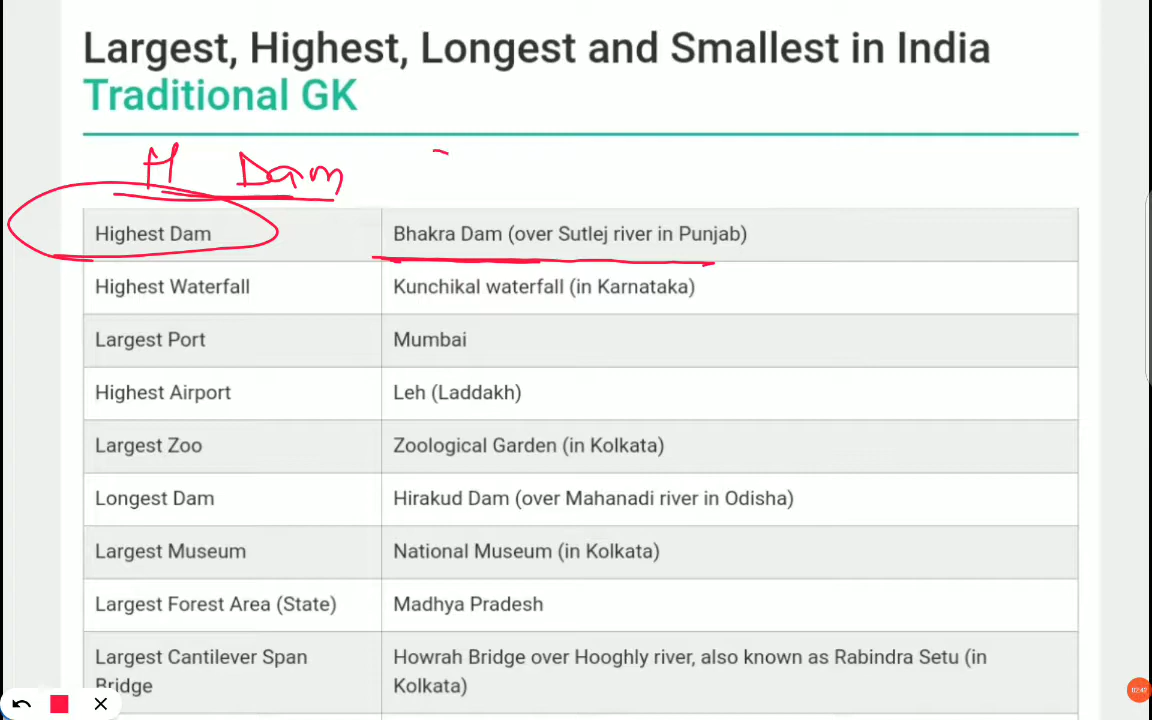 Largest, Highest, Longest and Smallest in India
Traditional GK
H Dam
Highest Dam Bhakra Dam (over Sutlej river in Punjab)
Highest Waterfall Kunchikal waterfall (in Karnataka)
Largest Port Mumbai
Highest Airport Leh (Laddakh)
Largest Zoo Zoological Garden (in Kolkata)
Longest Dam Hirakud Dam (over Mahanadi river in Odisha)
Largest Museum National Museum (in Kolkata)
Largest Forest Area (State) Madhya Pradesh
Largest Cantilever Span Howrah Bridge over Hooghly river, also known as Rabindra Setu (in
Bridge Kolkata)